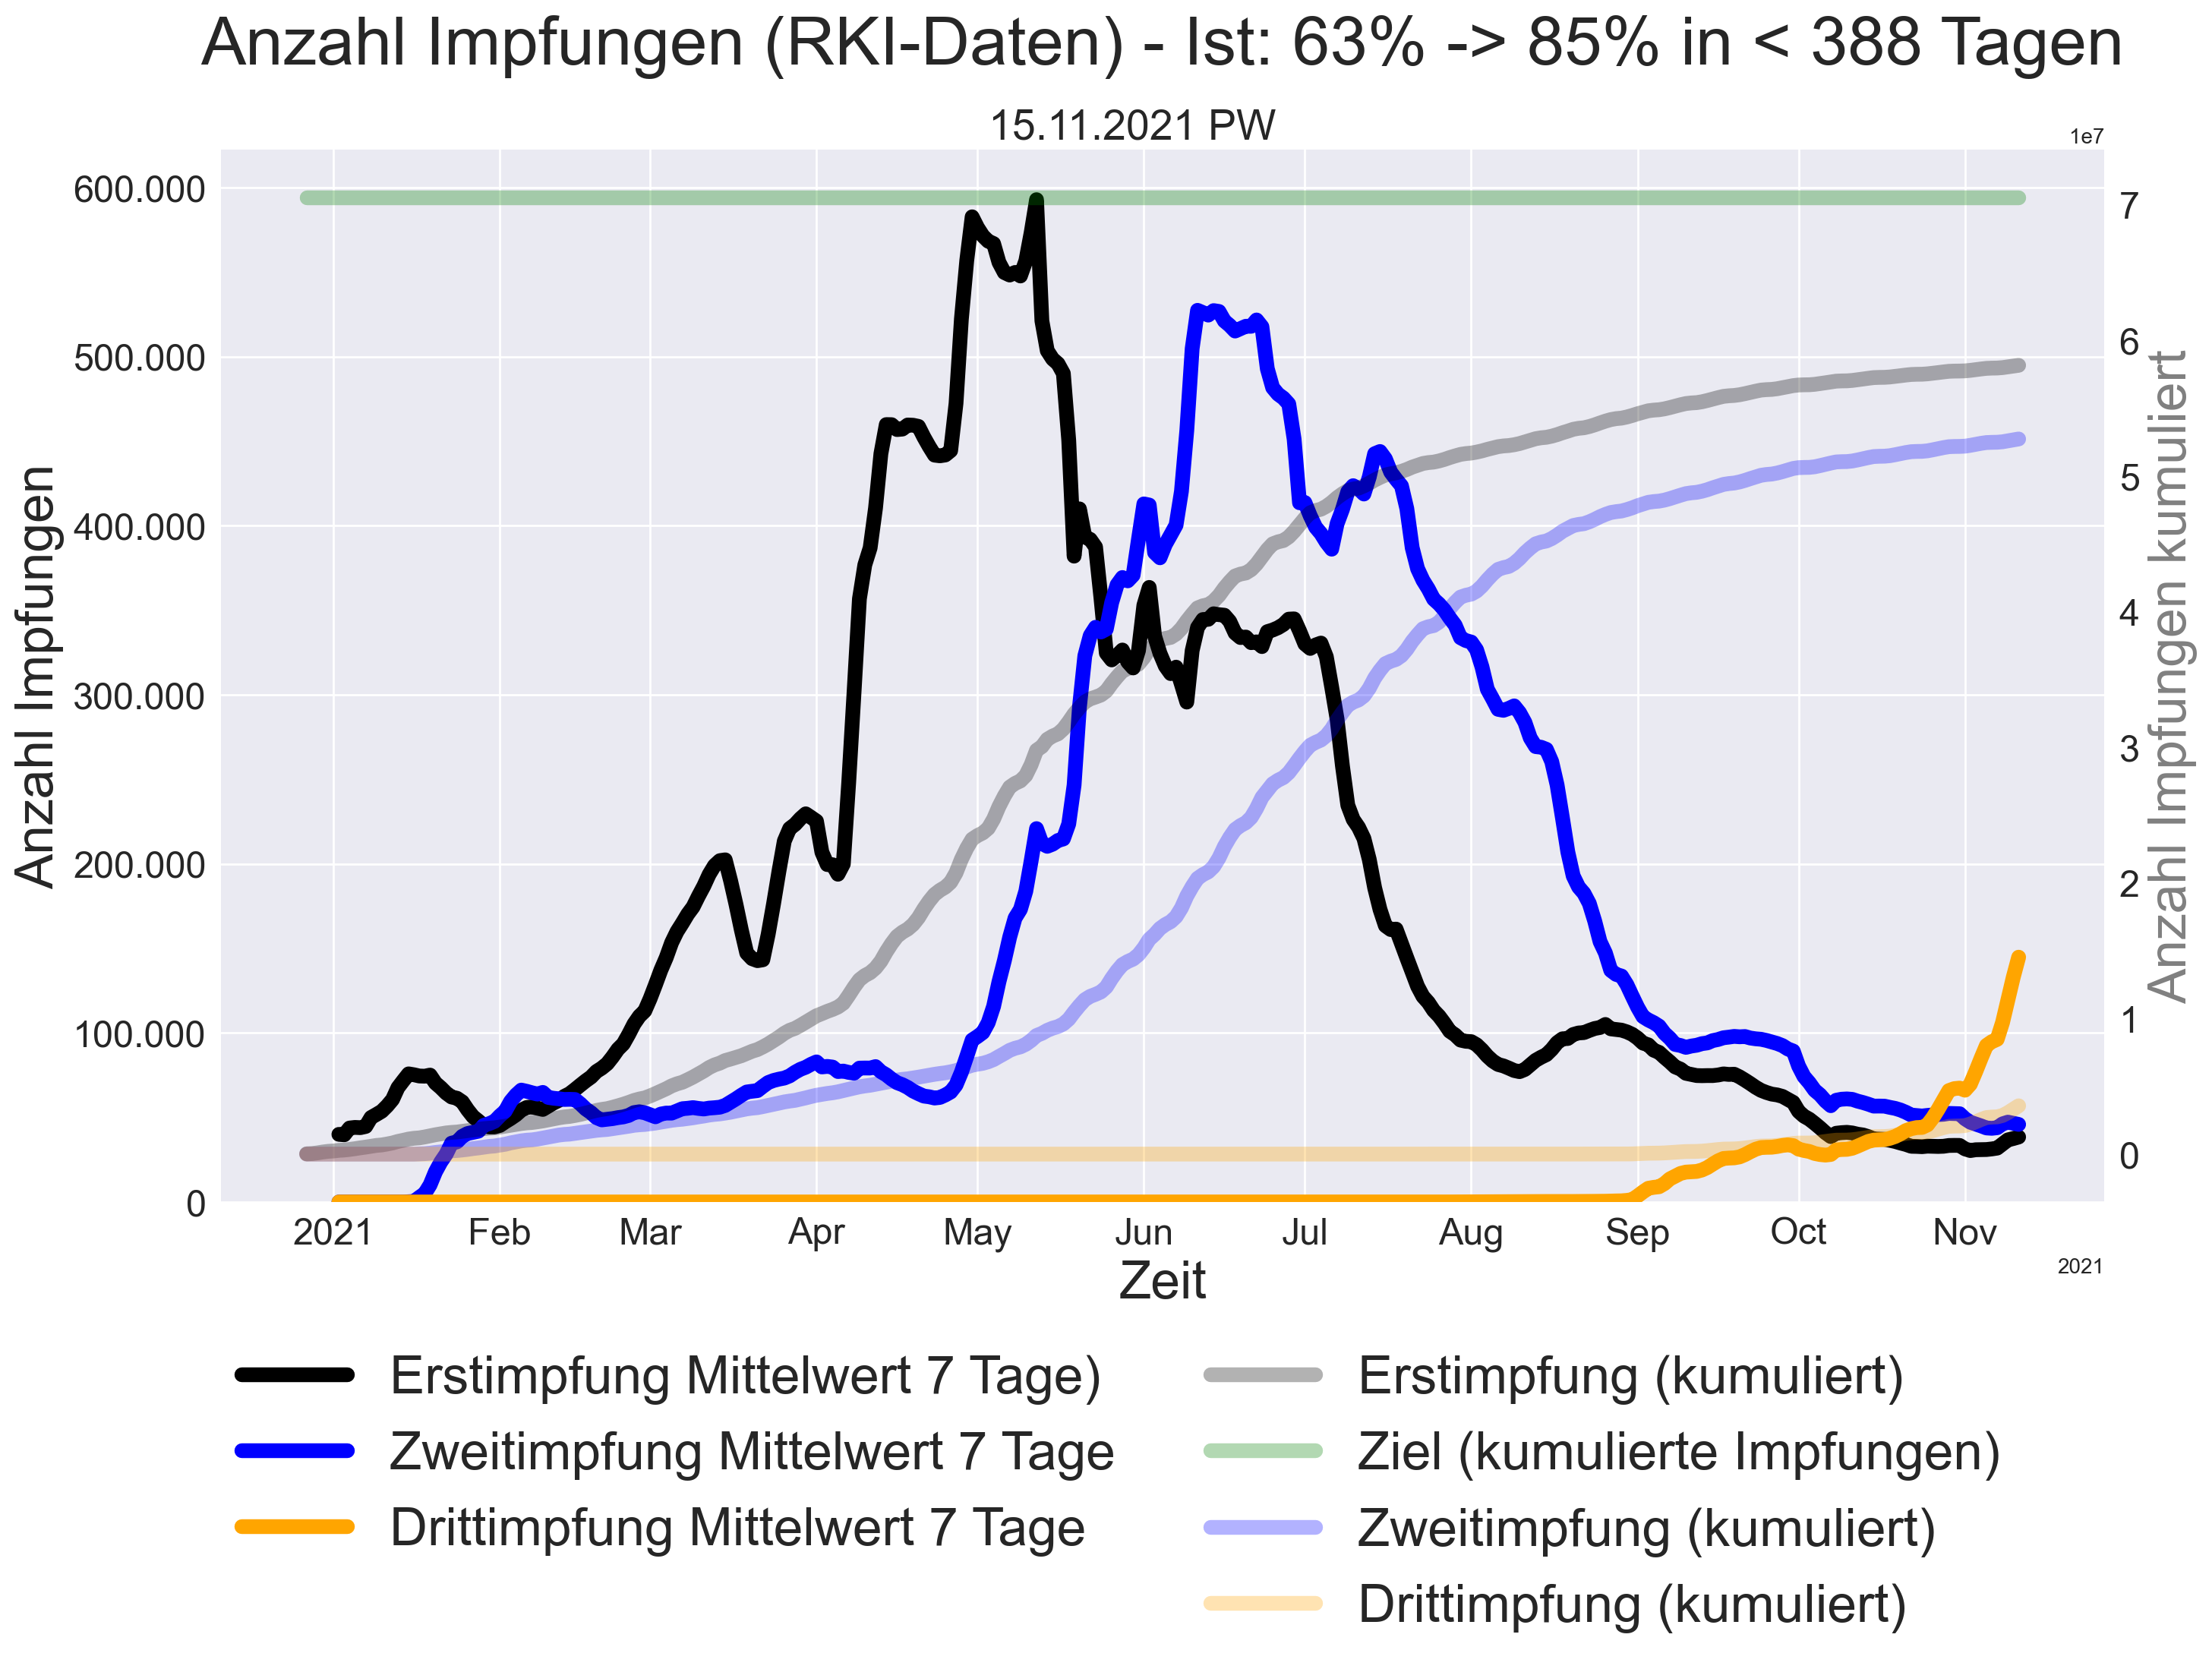 Anzahl Impfungen (RKI-Daten) - Ist: 63% -> 85% in < 388 Tagen
15.11.2021 PW
1e7
600.000
500.000
400.000
300.000
200.000
100.000
0
Anzahl Impfungen
7
6
5
4
3
2
1
0
Anzahl Impfungen kumuliert
2021 Feb Mar Apr May Jun Jul Aug Sep Oct Nov
2021
Zeit
Erstimpfung Mittelwert 7 Tage)
Zweitimpfung Mittelwert 7 Tage
Drittimpfung Mittelwert 7 Tage
Erstimpfung (kumuliert)
Ziel (kumulierte Impfungen)
Zweitimpfung (kumuliert)
Drittimpfung (kumuliert)